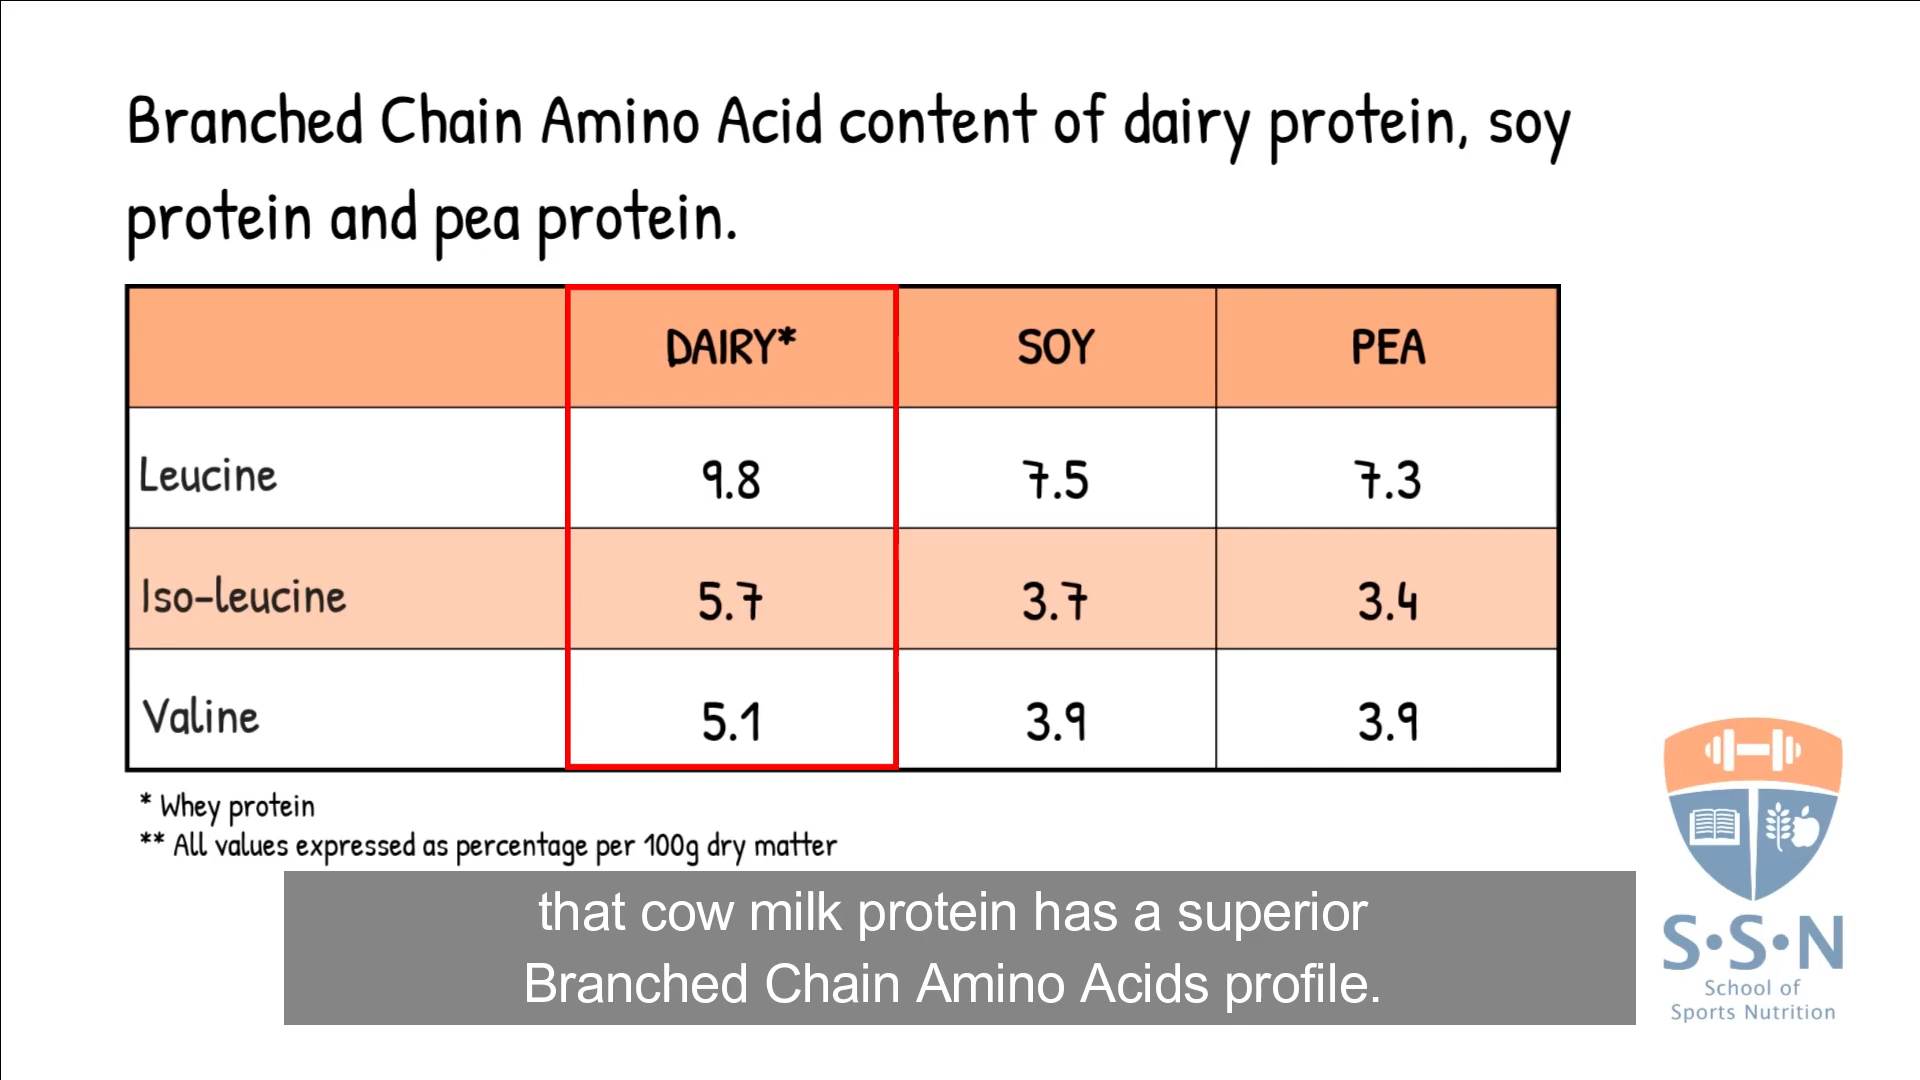 Branched Chain Amino Acid content of dairy protein, soy
protein and pea protein.
DAIRY* SOY PEA
Leucine 9.8 7.5 7.3
Iso-leucine 5.7 3.7 3.4
Valine 5.1 3.9 3.9
* Whey protein
** All values expressed as percentage per 100g dry matter
that cow milk protein has a superior
Branched Chain Amino Acids profile.
S•S•N
School of
Sports Nutrition